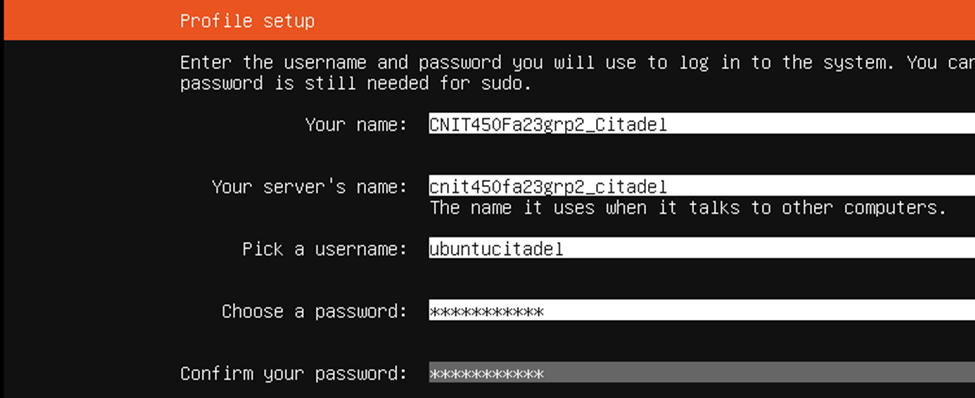 Profile setup
Enter the username and password you will use to log in to the system. You can
password is still needed for sudo.
Your name: CNIT450Fa23grp2_Citadel
Your server's name: cnit450fa23grp2_citadel
The name it uses when it talks to other computers.
Pick a username: ubuntucitadel
Choose a password: ***********
Confirm your password: ***********